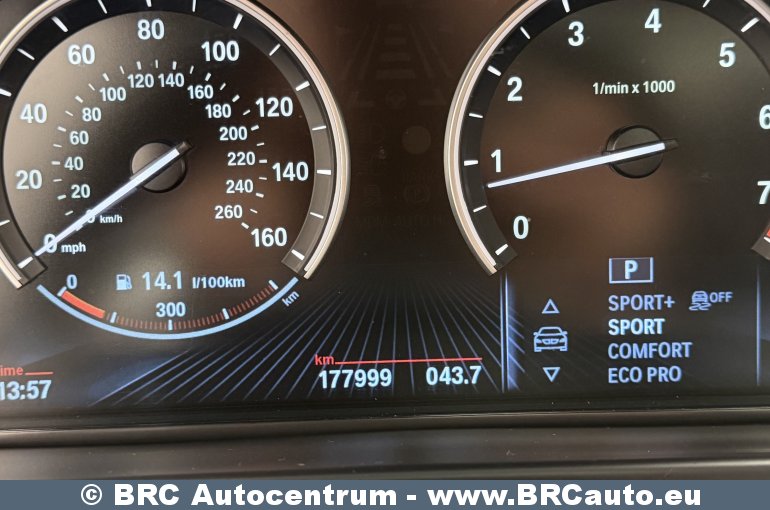 0 20 40 60 80 100 120 140 160
mph
0 20 40 60 80 100 120 140 160 180 200 220 240 260
km/h
14.1 l/100km
0 300 km
0 1 2 3 4 5 6 7
1/min x 1000
P
SPORT+ OFF
SPORT
COMFORT
ECO PRO
ime
13:57
km
177999 043.7
© BRC Autocentrum - www.BRCauto.eu